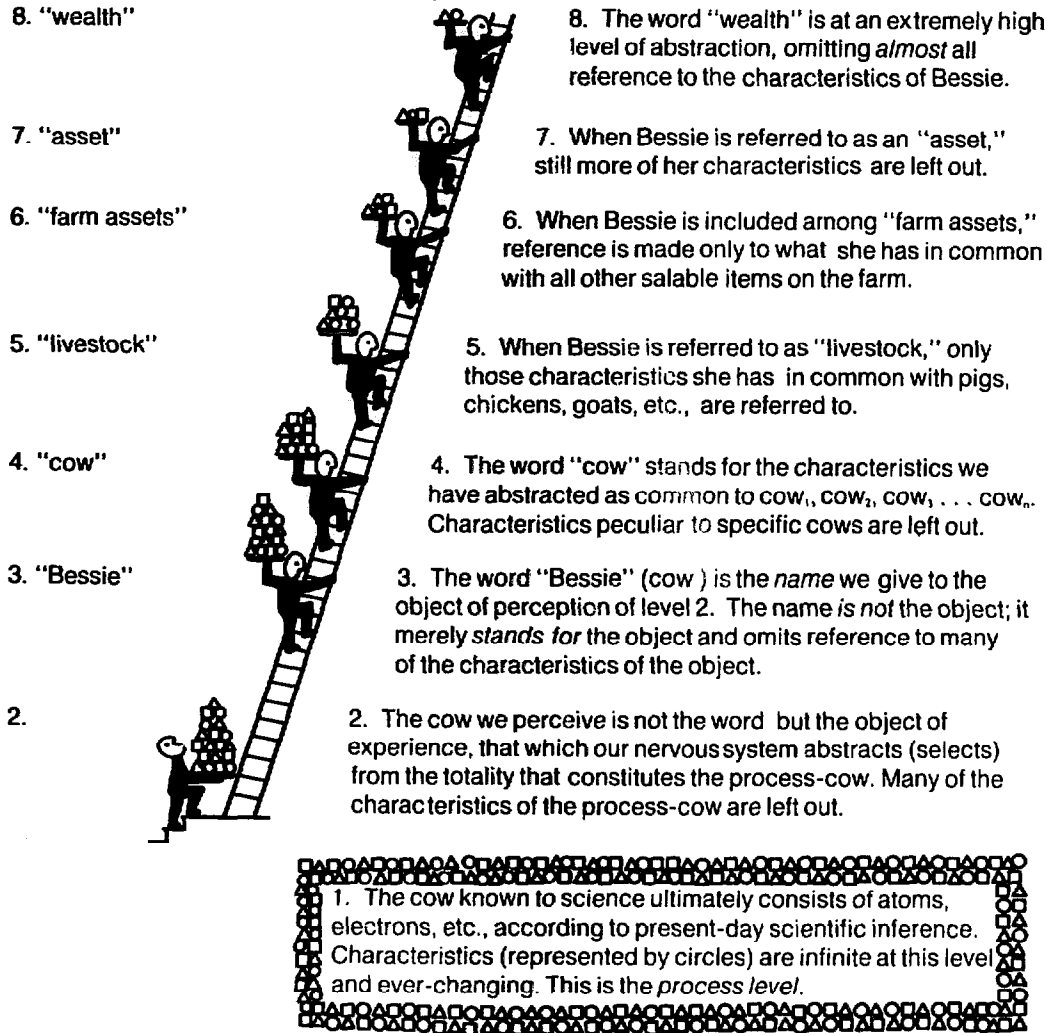 8. "wealth"
8. The word "wealth" is at an extremely high
level of abstraction, omitting almost all
reference to the characteristics of Bessie.
7. "asset"
7. When Bessie is referred to as an "asset,"
still more of her characteristics are left out.
6. "farm assets"
6. When Bessie is included among "farm assets,"
reference is made only to what she has in common
with all other salable items on the farm.
5. "livestock"
5. When Bessie is referred to as "livestock," only
those characteristics she has in common with pigs,
chickens, goats, etc., are referred to.
4. "cow"
4. The word "cow" stands for the characteristics we
have abstracted as common to cow₁, cow₂, cow₃ . . . cowₙ.
Characteristics peculiar to specific cows are left out.
3. "Bessie"
3. The word "Bessie" (cow ) is the name we give to the
object of perception of level 2. The name is not the object; it
merely stands for the object and omits reference to many
of the characteristics of the object.
2.
2. The cow we perceive is not the word but the object of
experience, that which our nervous system abstracts (selects)
from the totality that constitutes the process-cow. Many of the
characteristics of the process-cow are left out.
1. The cow known to science ultimately consists of atoms,
electrons, etc., according to present-day scientific inference.
Characteristics (represented by circles) are infinite at this level
and ever-changing. This is the process level.